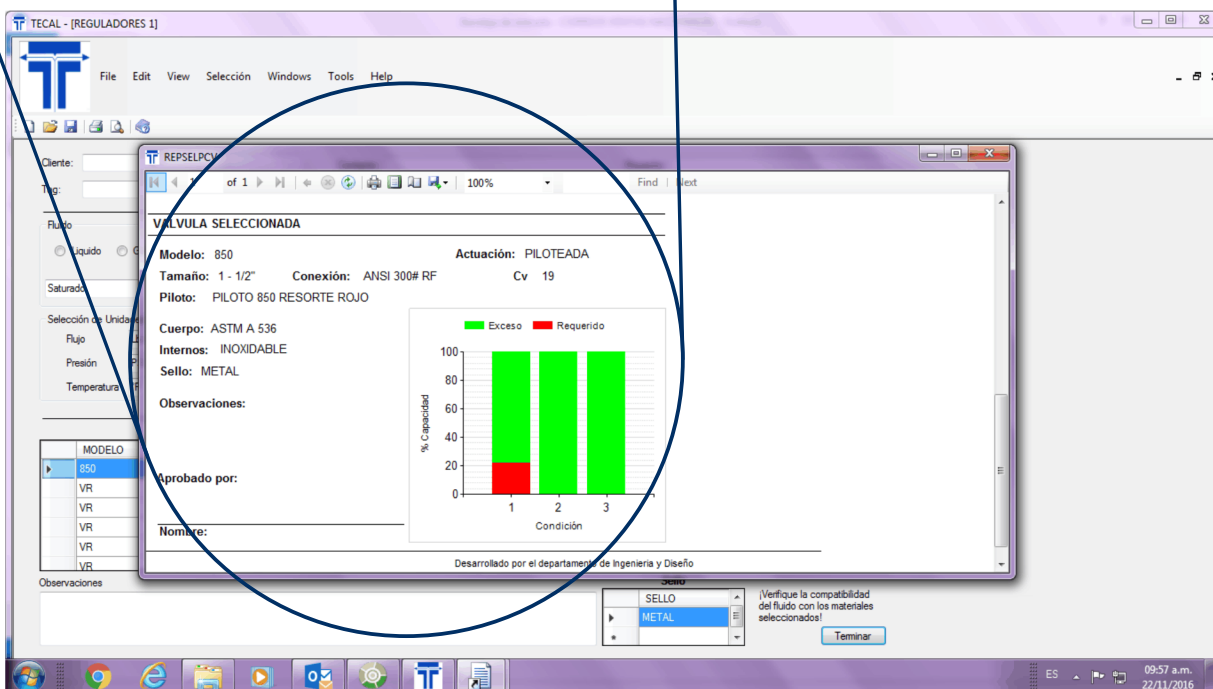 TECAL - [REGULADORES 1]
File Edit View Selección Windows Tools Help
Cliente:
Tag:
Fluido
Liquido
Saturado
Selección de Unidade
Flujo
Presión
Temperatura
MODELO
850
VR
VR
VR
VR
VR
Observaciones
REPSELPCV
1 of 1 100% Find | Next
VALVULA SELECCIONADA
Modelo: 850 Actuación: PILOTEADA
Tamaño: 1 - 1/2" Conexión: ANSI 300# RF Cv 19
Piloto: PILOTO 850 RESORTE ROJO
Cuerpo: ASTM A 536
Internos: INOXIDABLE
Sello: METAL
Observaciones:
Aprobado por:
Nombre:
Exceso Requerido
% Capacidad
100
80
60
40
20
0
1 2 3
Condición
Desarrollado por el departamento de Ingenieria y Diseño
Sello
SELLO
METAL
¡Verifique la compatibilidad
del fluido con los materiales
seleccionados!
Terminar
ES
09:57 a.m.
22/11/2016